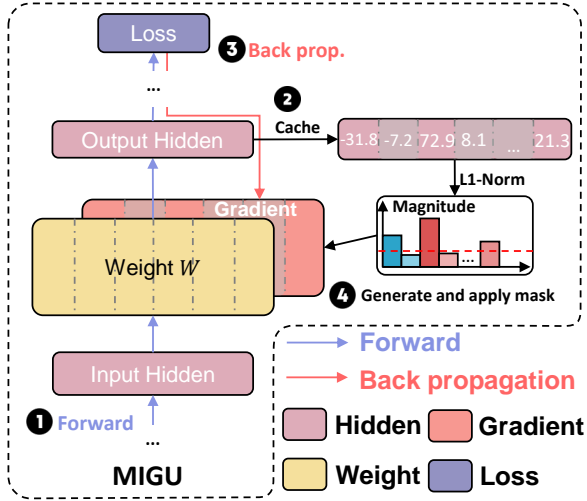 Loss
3 Back prop.
...
2
Output Hidden
Cache
-31.8 -7.2 72.9 8.1 ... 21.3
L1-Norm
Gradient
Magnitude
...
Weight W
4 Generate and apply mask
Input Hidden
1 Forward
...
MIGU
Forward
Back propagation
Hidden
Gradient
Weight
Loss